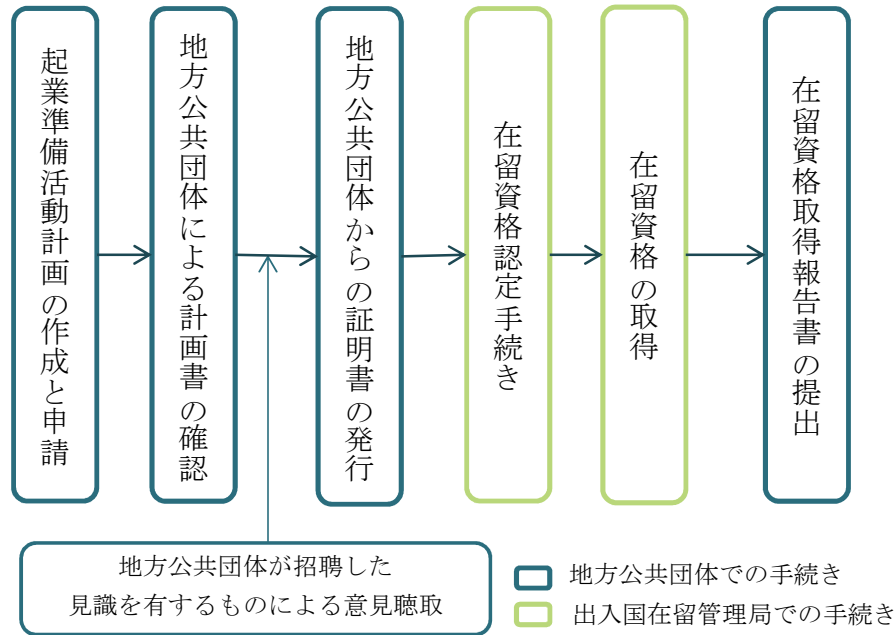 起業準備活動計画の作成と申請
地方公共団体による計画書の確認
地方公共団体からの証明書の発行
在留資格認定手続き
在留資格の取得
在留資格取得報告書の提出
地方公共団体が招聘した
見識を有するものによる意見聴取
地方公共団体での手続き
出入国在留管理局での手続き